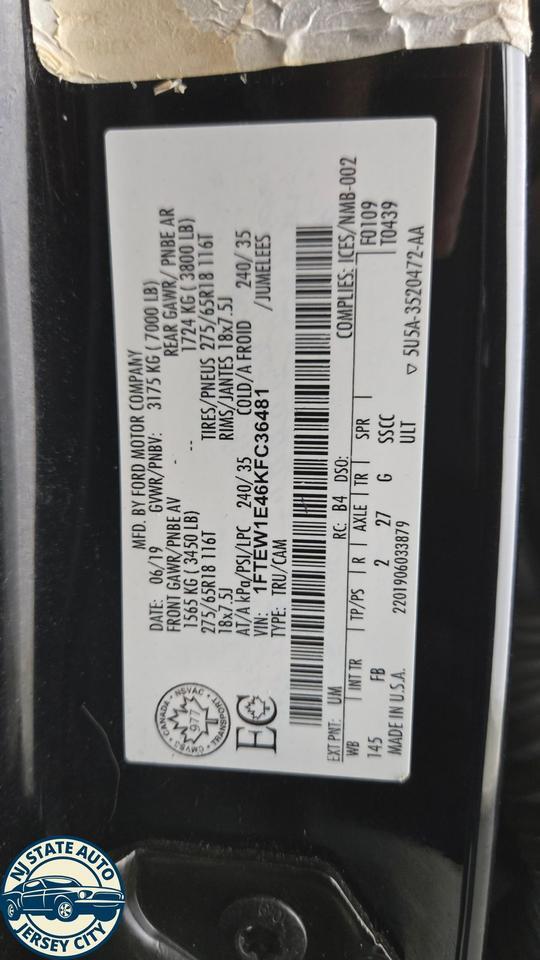 MFD. BY FORD MOTOR COMPANY
DATE: 06/19 GVWR/PNBV: 3175 KG ( 7000 LB)
FRONT GAWR/PNBE AV REAR GAWR/ PNBE AR
1565 KG ( 3450 LB) - -- 1724 KG ( 3800 LB)
275/65R18 116T TIRES/PNEUS 275/65R18 116T
18x7.5J RIMS/JANTES 18x7.5J
AT/A kPa/PSI/LPC 240/ 35 COLD/A FROID 240/ 35
VIN: 1FTEW1E46KFC36481 /JUMELEES
TYPE: TRU/CAM
CANADA • NSVAC • TRANSPORT • CMVSS
977
EC
EXT PNT: UM RC: B4 DSO: COMPLIES: ICES/NMB-002
WB INT TR TP/PS R AXLE TR SPR F0109
145 FB 2 27 G SSCC T0439
MADE IN U.S.A. 2201906033879 ULT ▽ 5U5A-3520472-AA
NJ STATE AUTO
JERSEY CITY